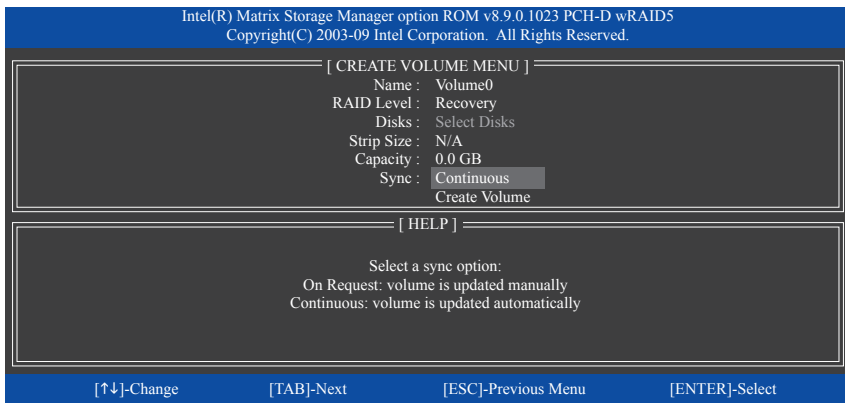 Intel(R) Matrix Storage Manager option ROM v8.9.0.1023 PCH-D wRAID5
Copyright(C) 2003-09 Intel Corporation. All Rights Reserved.
[ CREATE VOLUME MENU ]
Name : Volume0
RAID Level : Recovery
Disks : Select Disks
Strip Size : N/A
Capacity : 0.0 GB
Sync : Continuous
Create Volume
[ HELP ]
Select a sync option:
On Request: volume is updated manually
Continuous: volume is updated automatically
[↑↓]-Change [TAB]-Next [ESC]-Previous Menu [ENTER]-Select